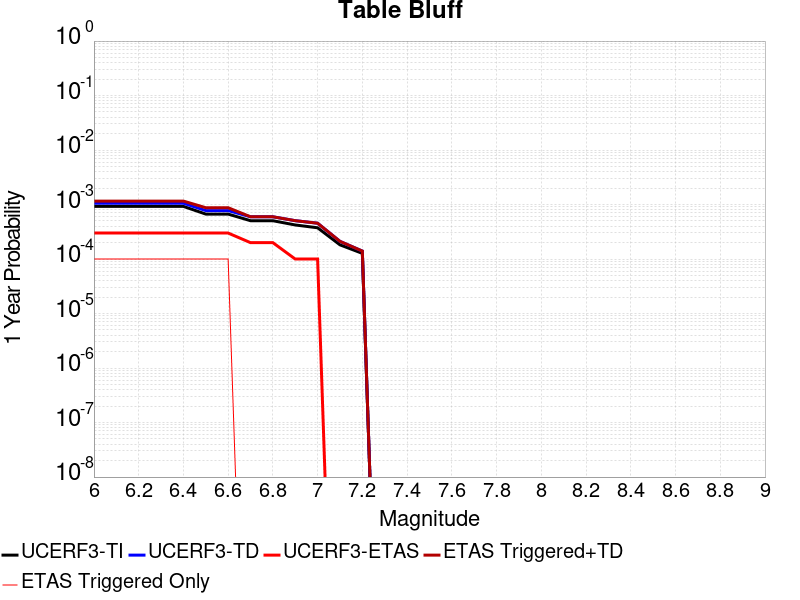 Table Bluff
10^0
10^-1
10^-2
10^-3
10^-4
10^-5
10^-6
10^-7
10^-8
1 Year Probability
6 6.2 6.4 6.6 6.8 7 7.2 7.4 7.6 7.8 8 8.2 8.4 8.6 8.8 9
Magnitude
UCERF3-TI UCERF3-TD UCERF3-ETAS ETAS Triggered+TD
ETAS Triggered Only